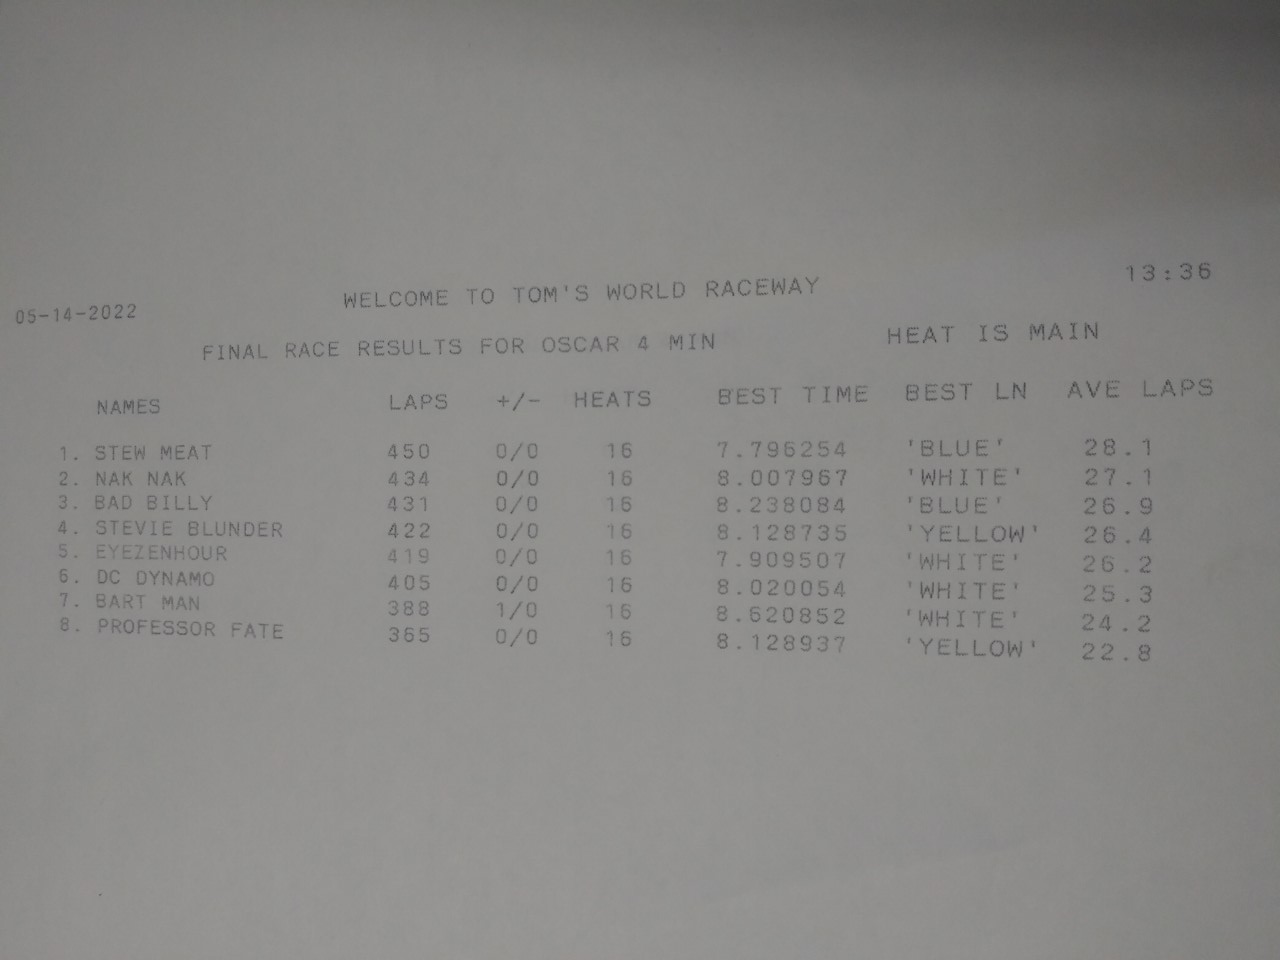 13:36
05-14-2022 WELCOME TO TOM'S WORLD RACEWAY
FINAL RACE RESULTS FOR OSCAR 4 MIN HEAT IS MAIN
NAMES LAPS +/- HEATS BEST TIME BEST LN AVE LAPS
1. STEW MEAT 450 0/0 16 7.796254 'BLUE' 28.1
2. NAK NAK 434 0/0 16 8.007967 'WHITE' 27.1
3. BAD BILLY 431 0/0 16 8.238084 'BLUE' 26.9
4. STEVIE BLUNDER 422 0/0 16 8.128735 'YELLOW' 26.4
5. EYEZENHOUR 419 0/0 16 7.909507 'WHITE' 26.2
6. DC DYNAMO 405 0/0 16 8.020054 'WHITE' 25.3
7. BART MAN 388 1/0 16 8.620852 'WHITE' 24.2
8. PROFESSOR FATE 365 0/0 16 8.128937 'YELLOW' 22.8